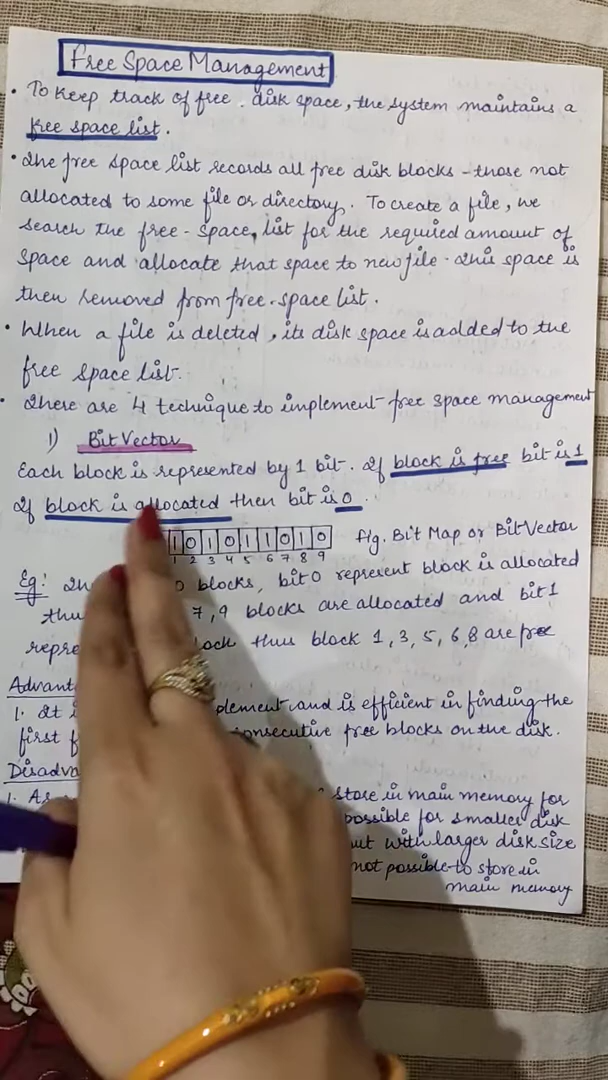 Free Space Management
• To keep track of free disk space, the system maintains a
free space list.
• The free space list records all free disk blocks - those not
allocated to some file or directory. To create a file, we
search the free-space list for the required amount of
space and allocate that space to new file. This space is
then removed from free-space list.
• When a file is deleted, its disk space is added to the
free space list.
• There are 4 technique to implement free space management
1) Bit Vector
Each block is represented by 1 bit. If block is free bit is 1
If block is allocated then bit is 0.
1 0 1 0 1 1 0 1 0 fig. Bit Map or Bit Vector
1 2 3 4 5 6 7 8 9
Eg: In 0 blocks, bit 0 represent block is allocated
thu 7, 9 blocks are allocated and bit 1
repre lock thus block 1, 3, 5, 6, 8 are free
Advant
1. It i plement and is efficient in finding the
first f onsecutive free blocks on the disk.
Disadva
1. As store in main memory for
possible for smaller disk
ut with larger disk size
not possible to store in
main memory